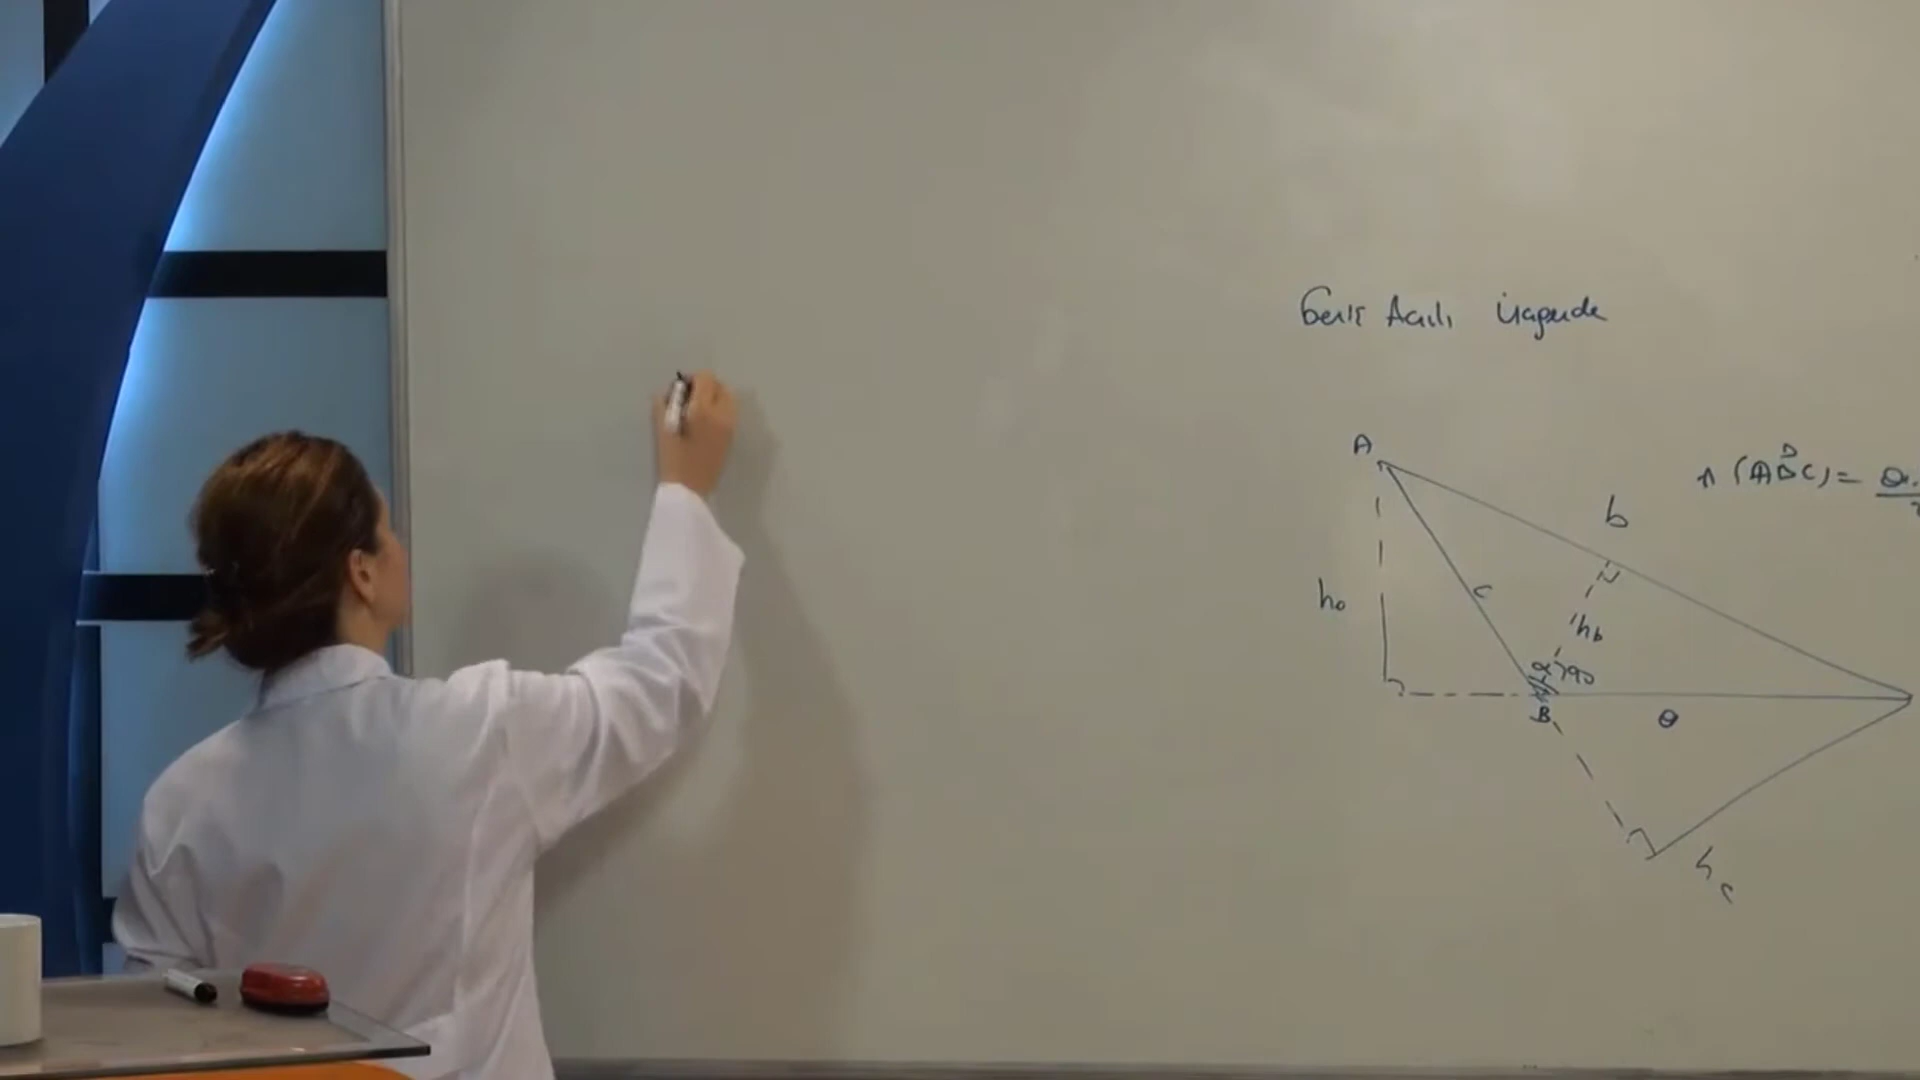 Geniş Açılı üçgende
A
A(ABC) = a.
b
c
ha
hb
α>90
B
a
hc